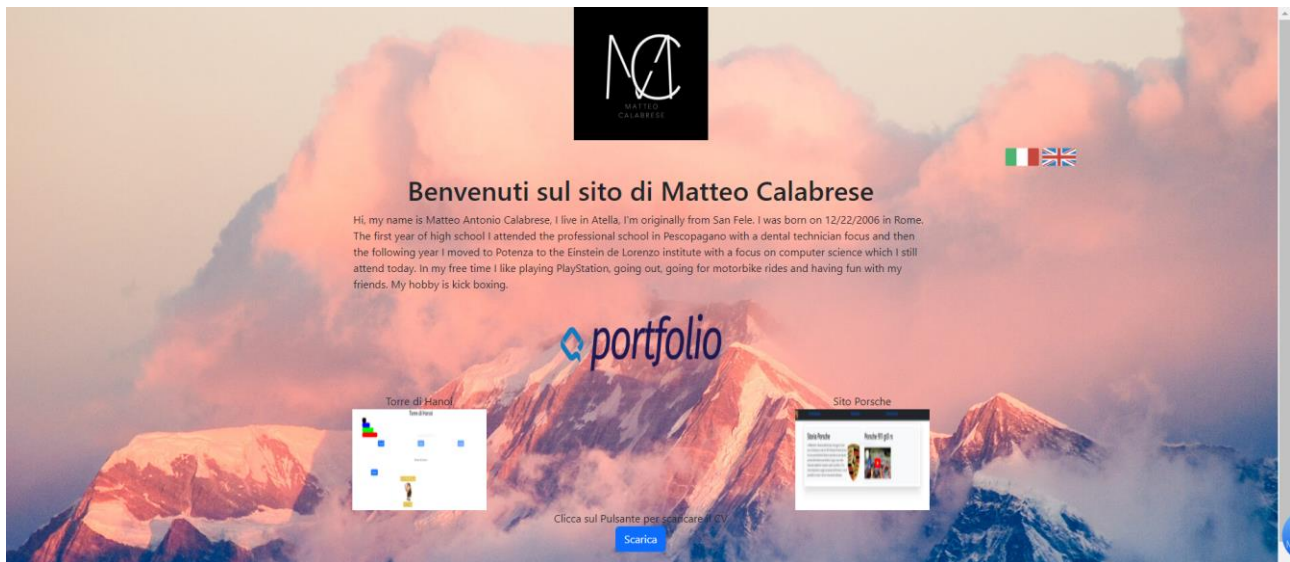 MCA
MATTEO
CALABRESE
Benvenuti sul sito di Matteo Calabrese
Hi, my name is Matteo Antonio Calabrese, I live in Atella, I'm originally from San Fele. I was born on 12/22/2006 in Rome.
The first year of high school I attended the professional school in Pescopagano with a dental technician focus and then
the following year I moved to Potenza to the Einstein de Lorenzo institute with a focus on computer science which I still
attend today. In my free time I like playing PlayStation, going out, going for motorbike rides and having fun with my
friends. My hobby is kick boxing.
portfolio
Torre di Hanoi
Sito Porsche
Torre di Hanoi
Storia Porsche
Porsche 911 gt3 rs
Clicca sul Pulsante per scaricare il CV
Scarica